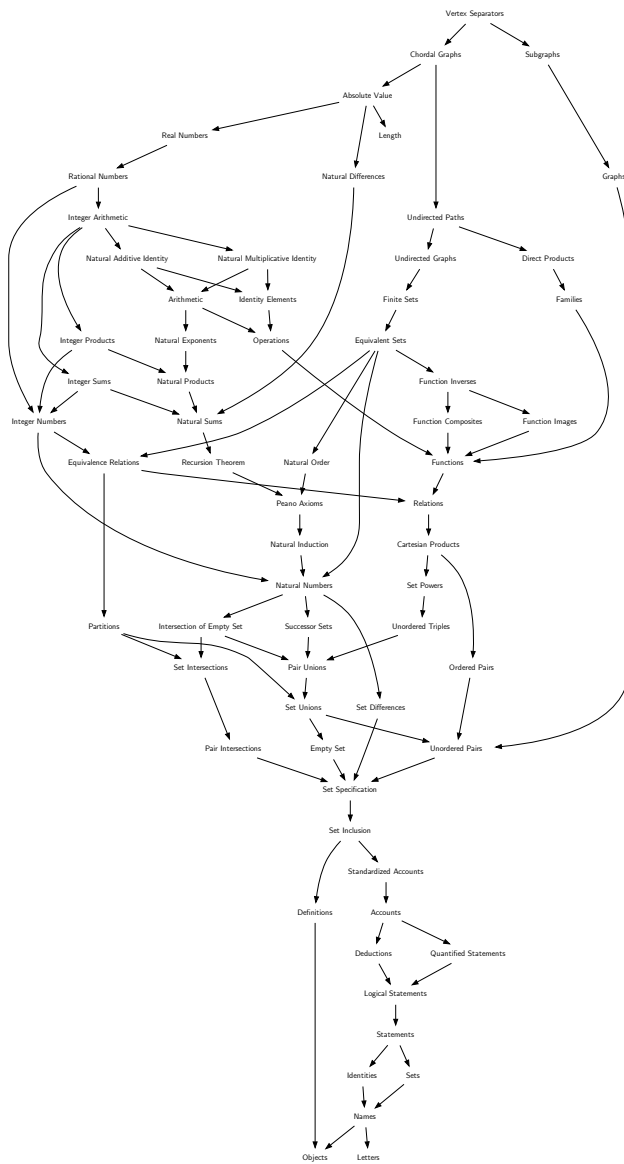 Vertex Separators
Chordal Graphs
Subgraphs
Absolute Value
Real Numbers
Length
Rational Numbers
Natural Differences
Graphs
Integer Arithmetic
Undirected Paths
Natural Additive Identity
Natural Multiplicative Identity
Undirected Graphs
Direct Products
Arithmetic
Identity Elements
Finite Sets
Families
Integer Products
Natural Exponents
Operations
Equivalent Sets
Integer Sums
Natural Products
Function Inverses
Integer Numbers
Natural Sums
Function Composites
Function Images
Equivalence Relations
Recursion Theorem
Natural Order
Functions
Peano Axioms
Relations
Natural Induction
Cartesian Products
Natural Numbers
Set Powers
Partitions
Intersection of Empty Set
Successor Sets
Unordered Triples
Set Intersections
Pair Unions
Ordered Pairs
Set Unions
Set Differences
Pair Intersections
Empty Set
Unordered Pairs
Set Specification
Set Inclusion
Standardized Accounts
Definitions
Accounts
Deductions
Quantified Statements
Logical Statements
Statements
Identities
Sets
Names
Objects
Letters